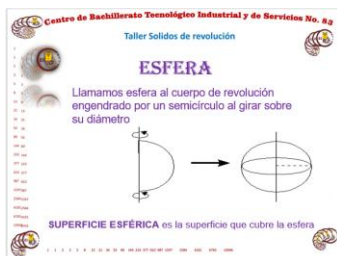 Centro de Bachillerato Tecnológico Industrial y de Servicios No. 83
Taller Solidos de revolución
ESFERA
Llamamos esfera al cuerpo de revolución
engendrado por un semicírculo al girar sobre
su diámetro
SUPERFICIE ESFÉRICA es la superficie que cubre la esfera